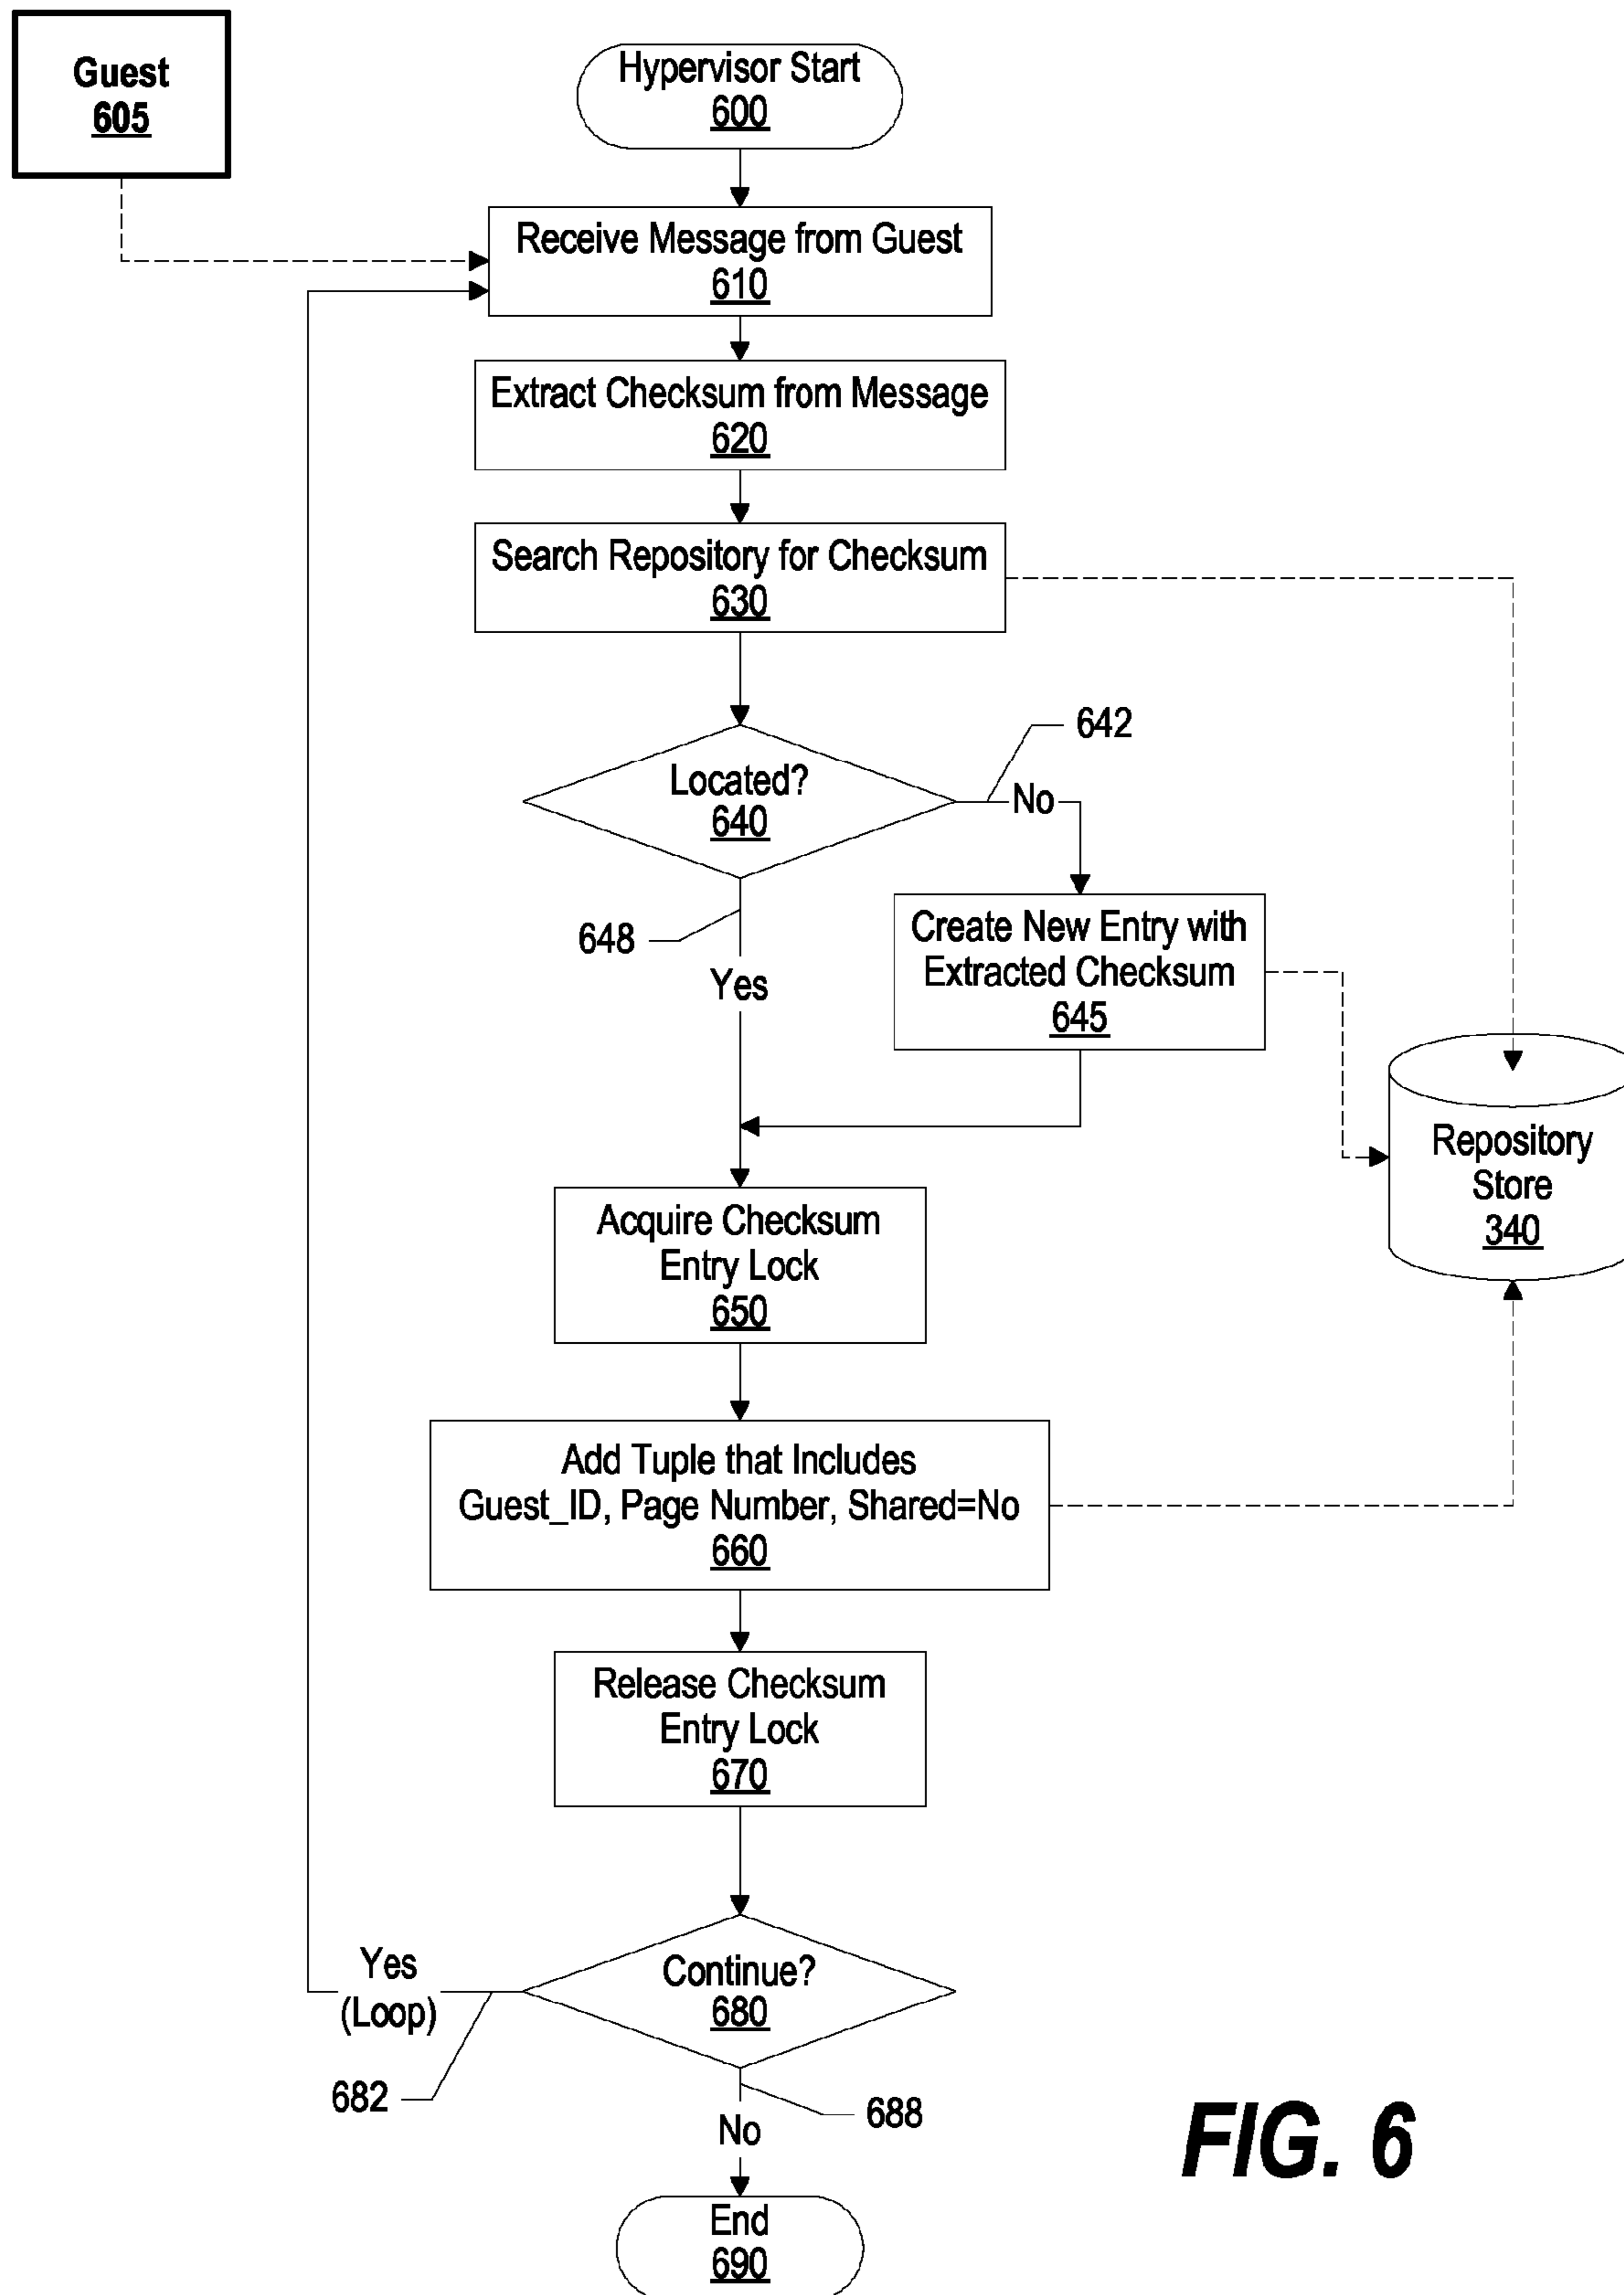 Guest
605
Hypervisor Start
600
Receive Message from Guest
610
Extract Checksum from Message
620
Search Repository for Checksum
630
642
Located?
640
No
648
Yes
Create New Entry with
Extracted Checksum
645
Repository
Store
340
Acquire Checksum
Entry Lock
650
Add Tuple that Includes
Guest_ID, Page Number, Shared=No
660
Release Checksum
Entry Lock
670
Continue?
680
Yes
(Loop)
682
688
No
End
690
FIG. 6